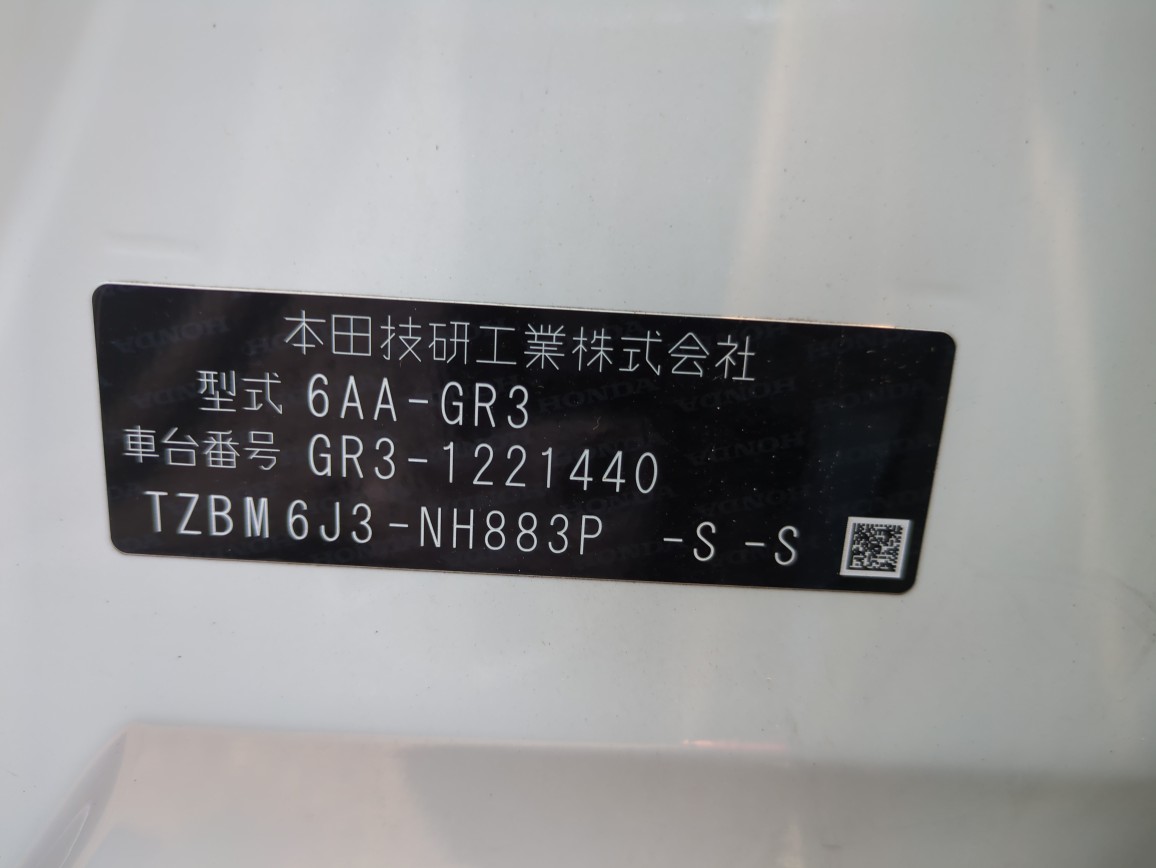 本田技研工業株式会社
型式 6AA-GR3
車台番号 GR3-1221440
TZBM6J3-NH883P -S -S